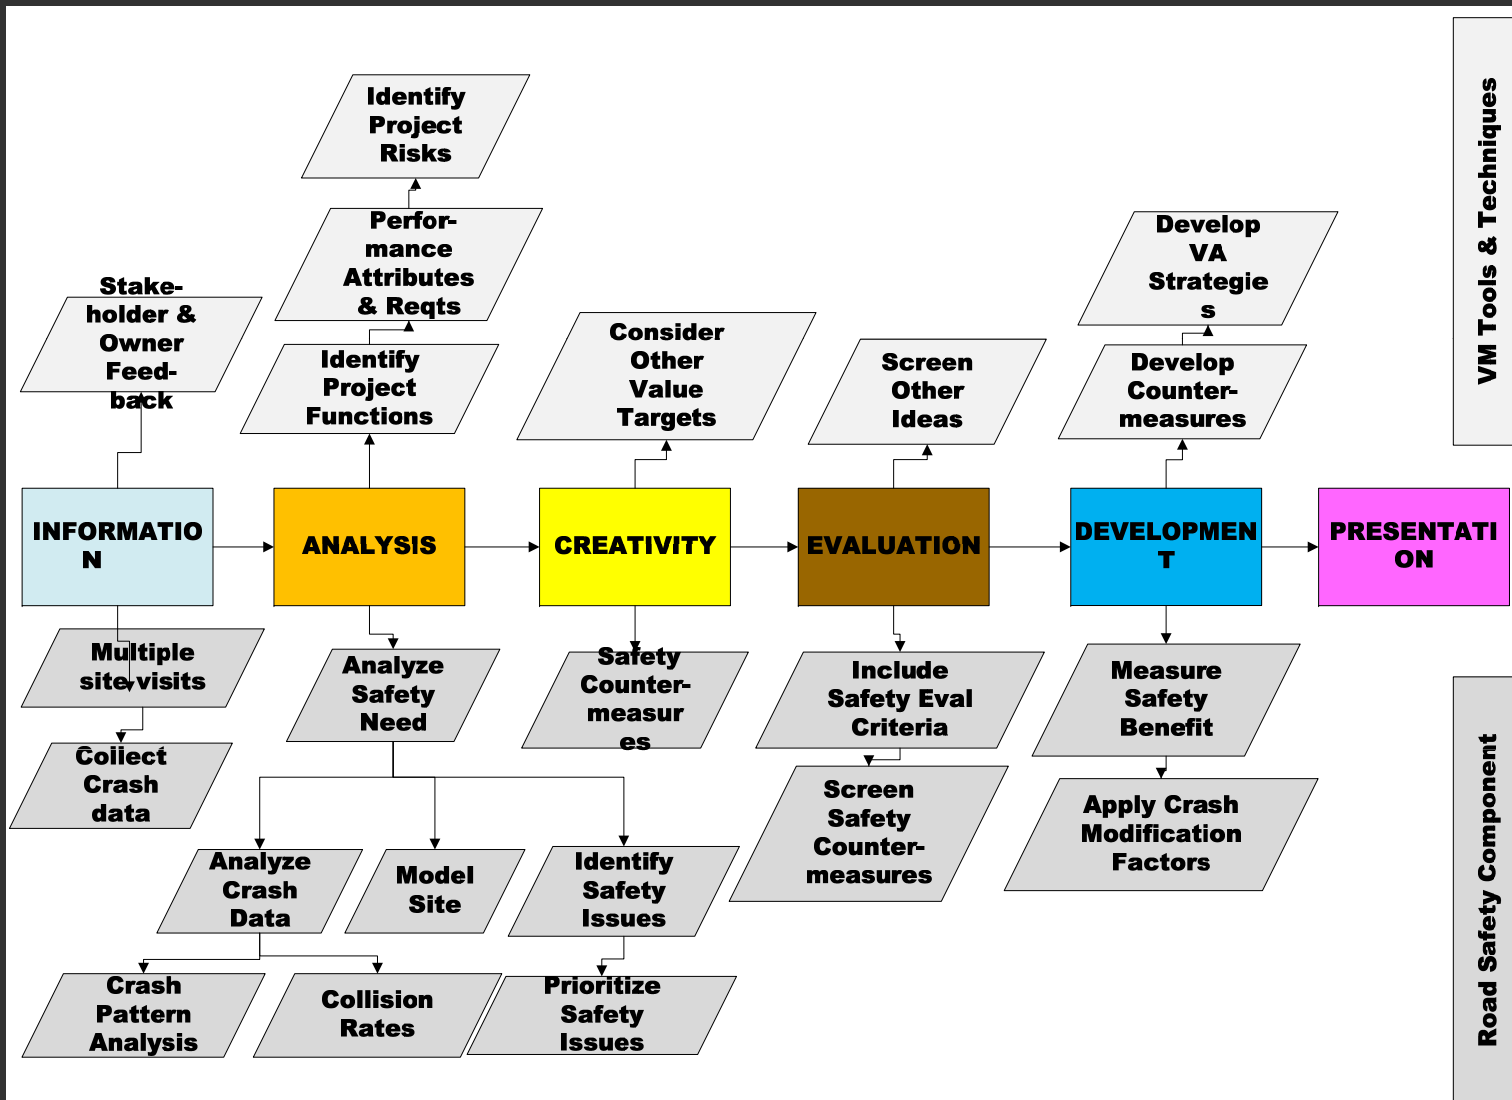 Identify
Project
Risks
Perfor-
mance
Attributes
& Reqts
Stake-
holder &
Owner
Feed-
back
Identify
Project
Functions
Consider
Other
Value
Targets
Screen
Other
Ideas
Develop
VA
Strategie
s
Develop
Counter-
measures
VM Tools & Techniques
INFORMATIO
N
ANALYSIS
CREATIVITY
EVALUATION
DEVELOPMEN
T
PRESENTATI
ON
Multiple
site visits
Collect
Crash
data
Analyze
Safety
Need
Safety
Counter-
measur
es
Include
Safety Eval
Criteria
Screen
Safety
Counter-
measures
Measure
Safety
Benefit
Apply Crash
Modification
Factors
Analyze
Crash
Data
Model
Site
Identify
Safety
Issues
Crash
Pattern
Analysis
Collision
Rates
Prioritize
Safety
Issues
Road Safety Component